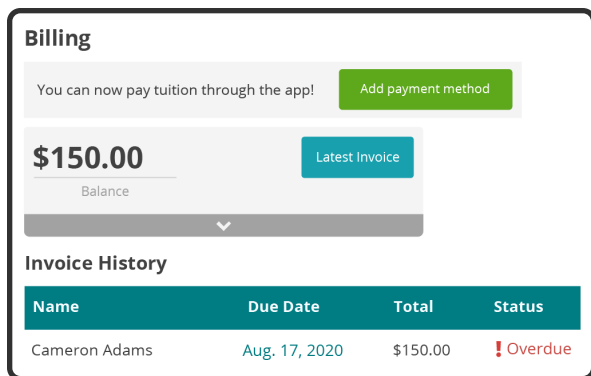 Billing
You can now pay tuition through the app! Add payment method
$150.00 Latest Invoice
Balance
Invoice History
Name Due Date Total Status
Cameron Adams Aug. 17, 2020 $150.00 ! Overdue